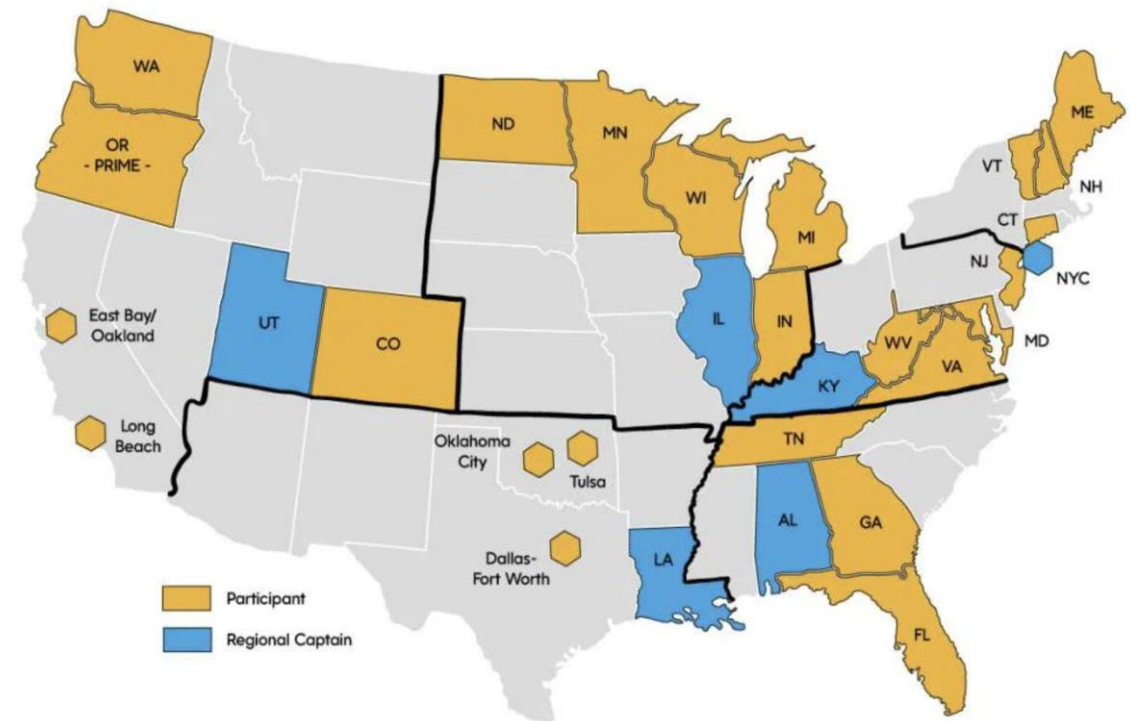 WA
OR
- PRIME -
ND
MN
WI
MI
ME
VT
NH
CT
NJ
NYC
MD
UT
CO
IL
IN
KY
WV
VA
East Bay/
Oakland
Long
Beach
Oklahoma
City
Tulsa
Dallas-
Fort Worth
TN
AL
GA
LA
FL
Participant
Regional Captain